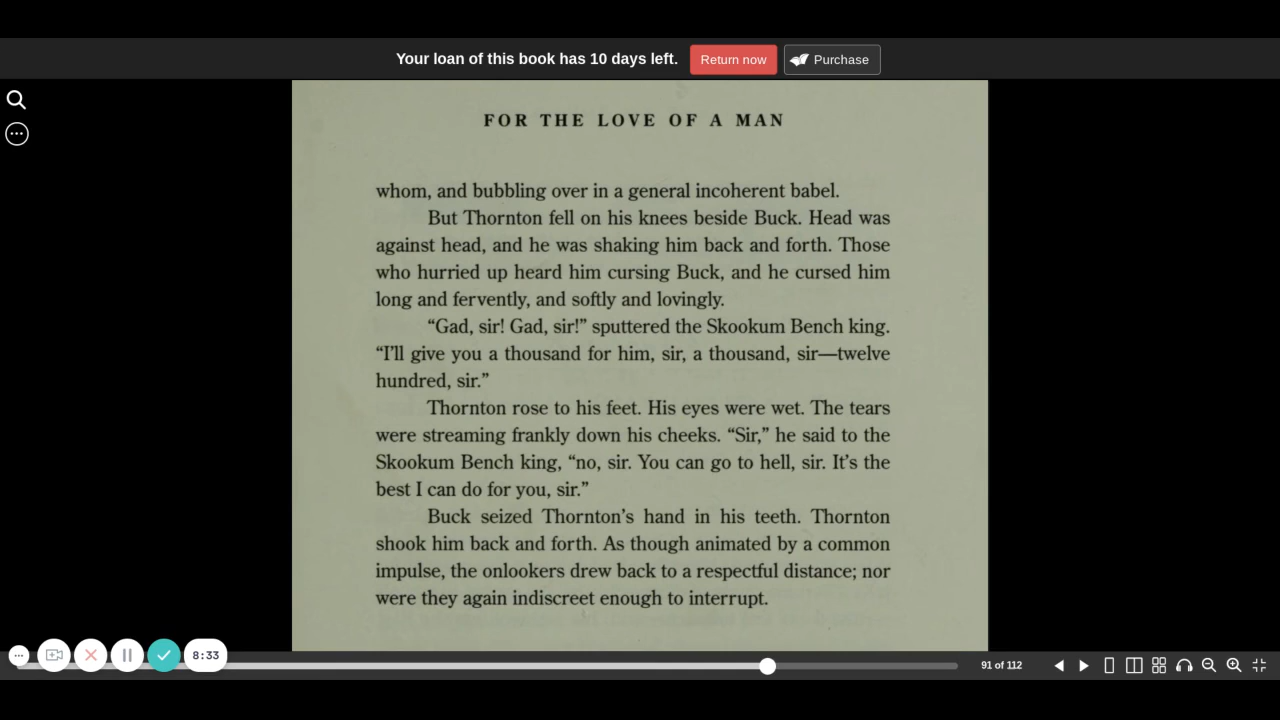 Your loan of this book has 10 days left.
Return now
Purchase
FOR THE LOVE OF A MAN
whom, and bubbling over in a general incoherent babel.
But Thornton fell on his knees beside Buck. Head was
against head, and he was shaking him back and forth. Those
who hurried up heard him cursing Buck, and he cursed him
long and fervently, and softly and lovingly.
“Gad, sir! Gad, sir!” sputtered the Skookum Bench king.
“I’ll give you a thousand for him, sir, a thousand, sir—twelve
hundred, sir.”
Thornton rose to his feet. His eyes were wet. The tears
were streaming frankly down his cheeks. “Sir,” he said to the
Skookum Bench king, “no, sir. You can go to hell, sir. It’s the
best I can do for you, sir.”
Buck seized Thornton’s hand in his teeth. Thornton
shook him back and forth. As though animated by a common
impulse, the onlookers drew back to a respectful distance; nor
were they again indiscreet enough to interrupt.
8:33
91 of 112